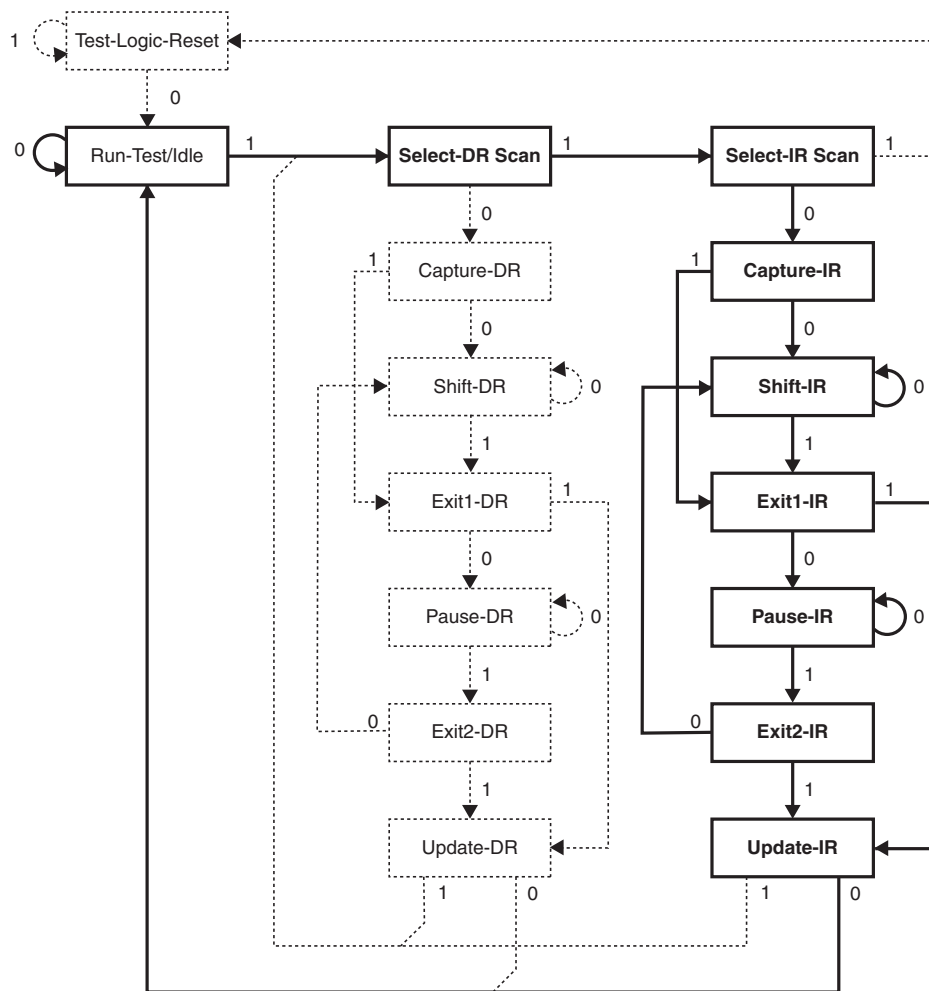 1
Test-Logic-Reset
0
0
Run-Test/Idle
1
Select-DR Scan
1
Select-IR Scan
1
0
0
1
Capture-DR
1
Capture-IR
0
0
Shift-DR
0
Shift-IR
0
1
1
Exit1-DR
1
Exit1-IR
1
0
0
Pause-DR
0
Pause-IR
0
1
1
0
Exit2-DR
0
Exit2-IR
1
1
Update-DR
Update-IR
1
0
1
0